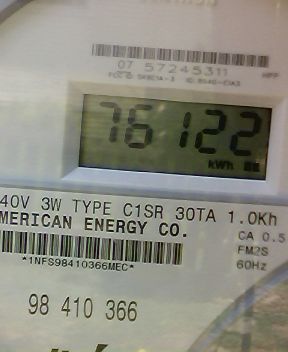 07 57245311
76122
kWh
40V 3W TYPE C1SR 30TA 1.0Kh
MERICAN ENERGY CO.
CA 0.5
FM2S
*1NFS98410366MEC*
60Hz
98 410 366